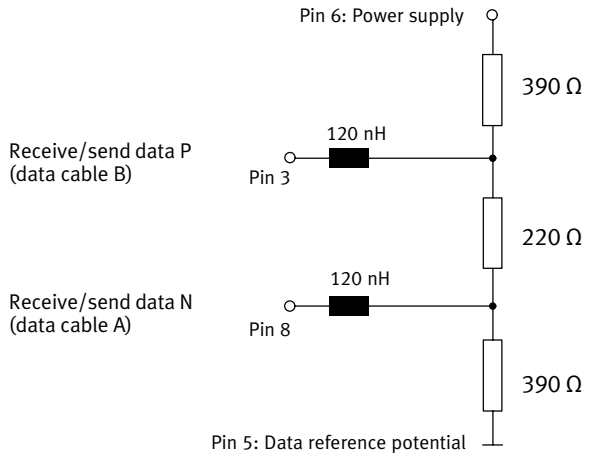 Pin 6: Power supply
390 Ω
120 nH
Receive/send data P
(data cable B)
Pin 3
220 Ω
120 nH
Receive/send data N
(data cable A)
Pin 8
390 Ω
Pin 5: Data reference potential